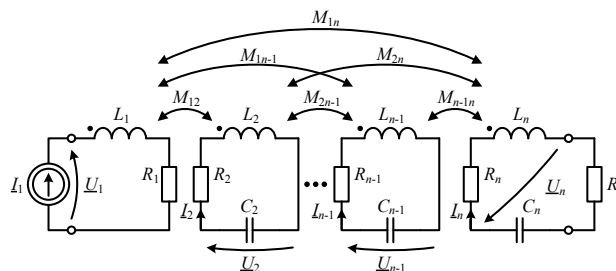 M1n
M1n-1 M2n
M12 M2n-1 Mn-1n
L1 L2 Ln-1 Ln
I1 U1 R1 R2 Rn-1 Rn Un R
I2 C2 In-1 Cn-1 In Cn
U2 Un-1